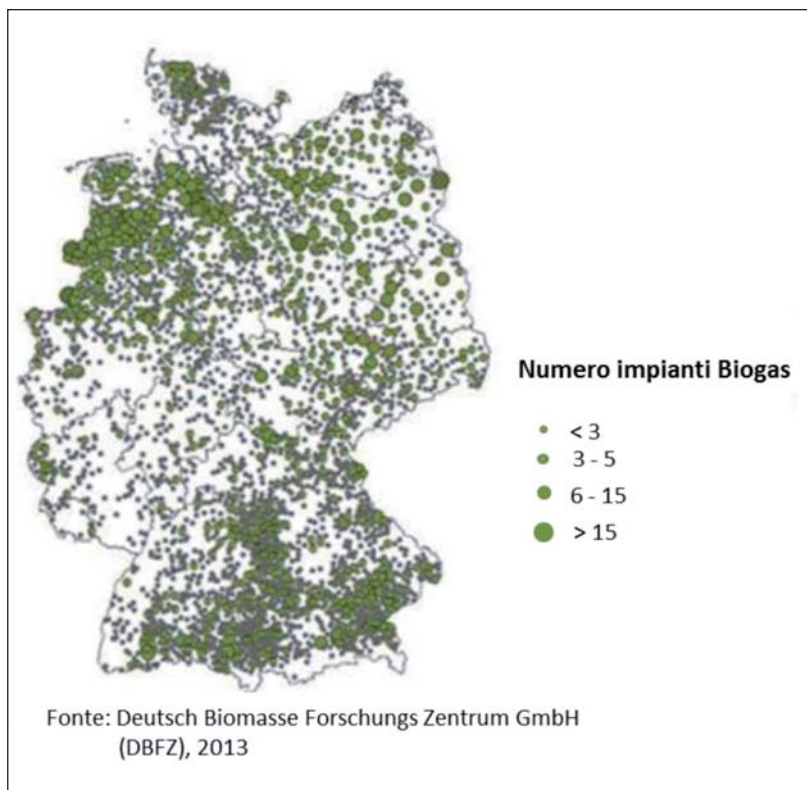 Numero impianti Biogas
< 3
3 - 5
6 - 15
> 15
Fonte: Deutsch Biomasse Forschungs Zentrum GmbH
(DBFZ), 2013